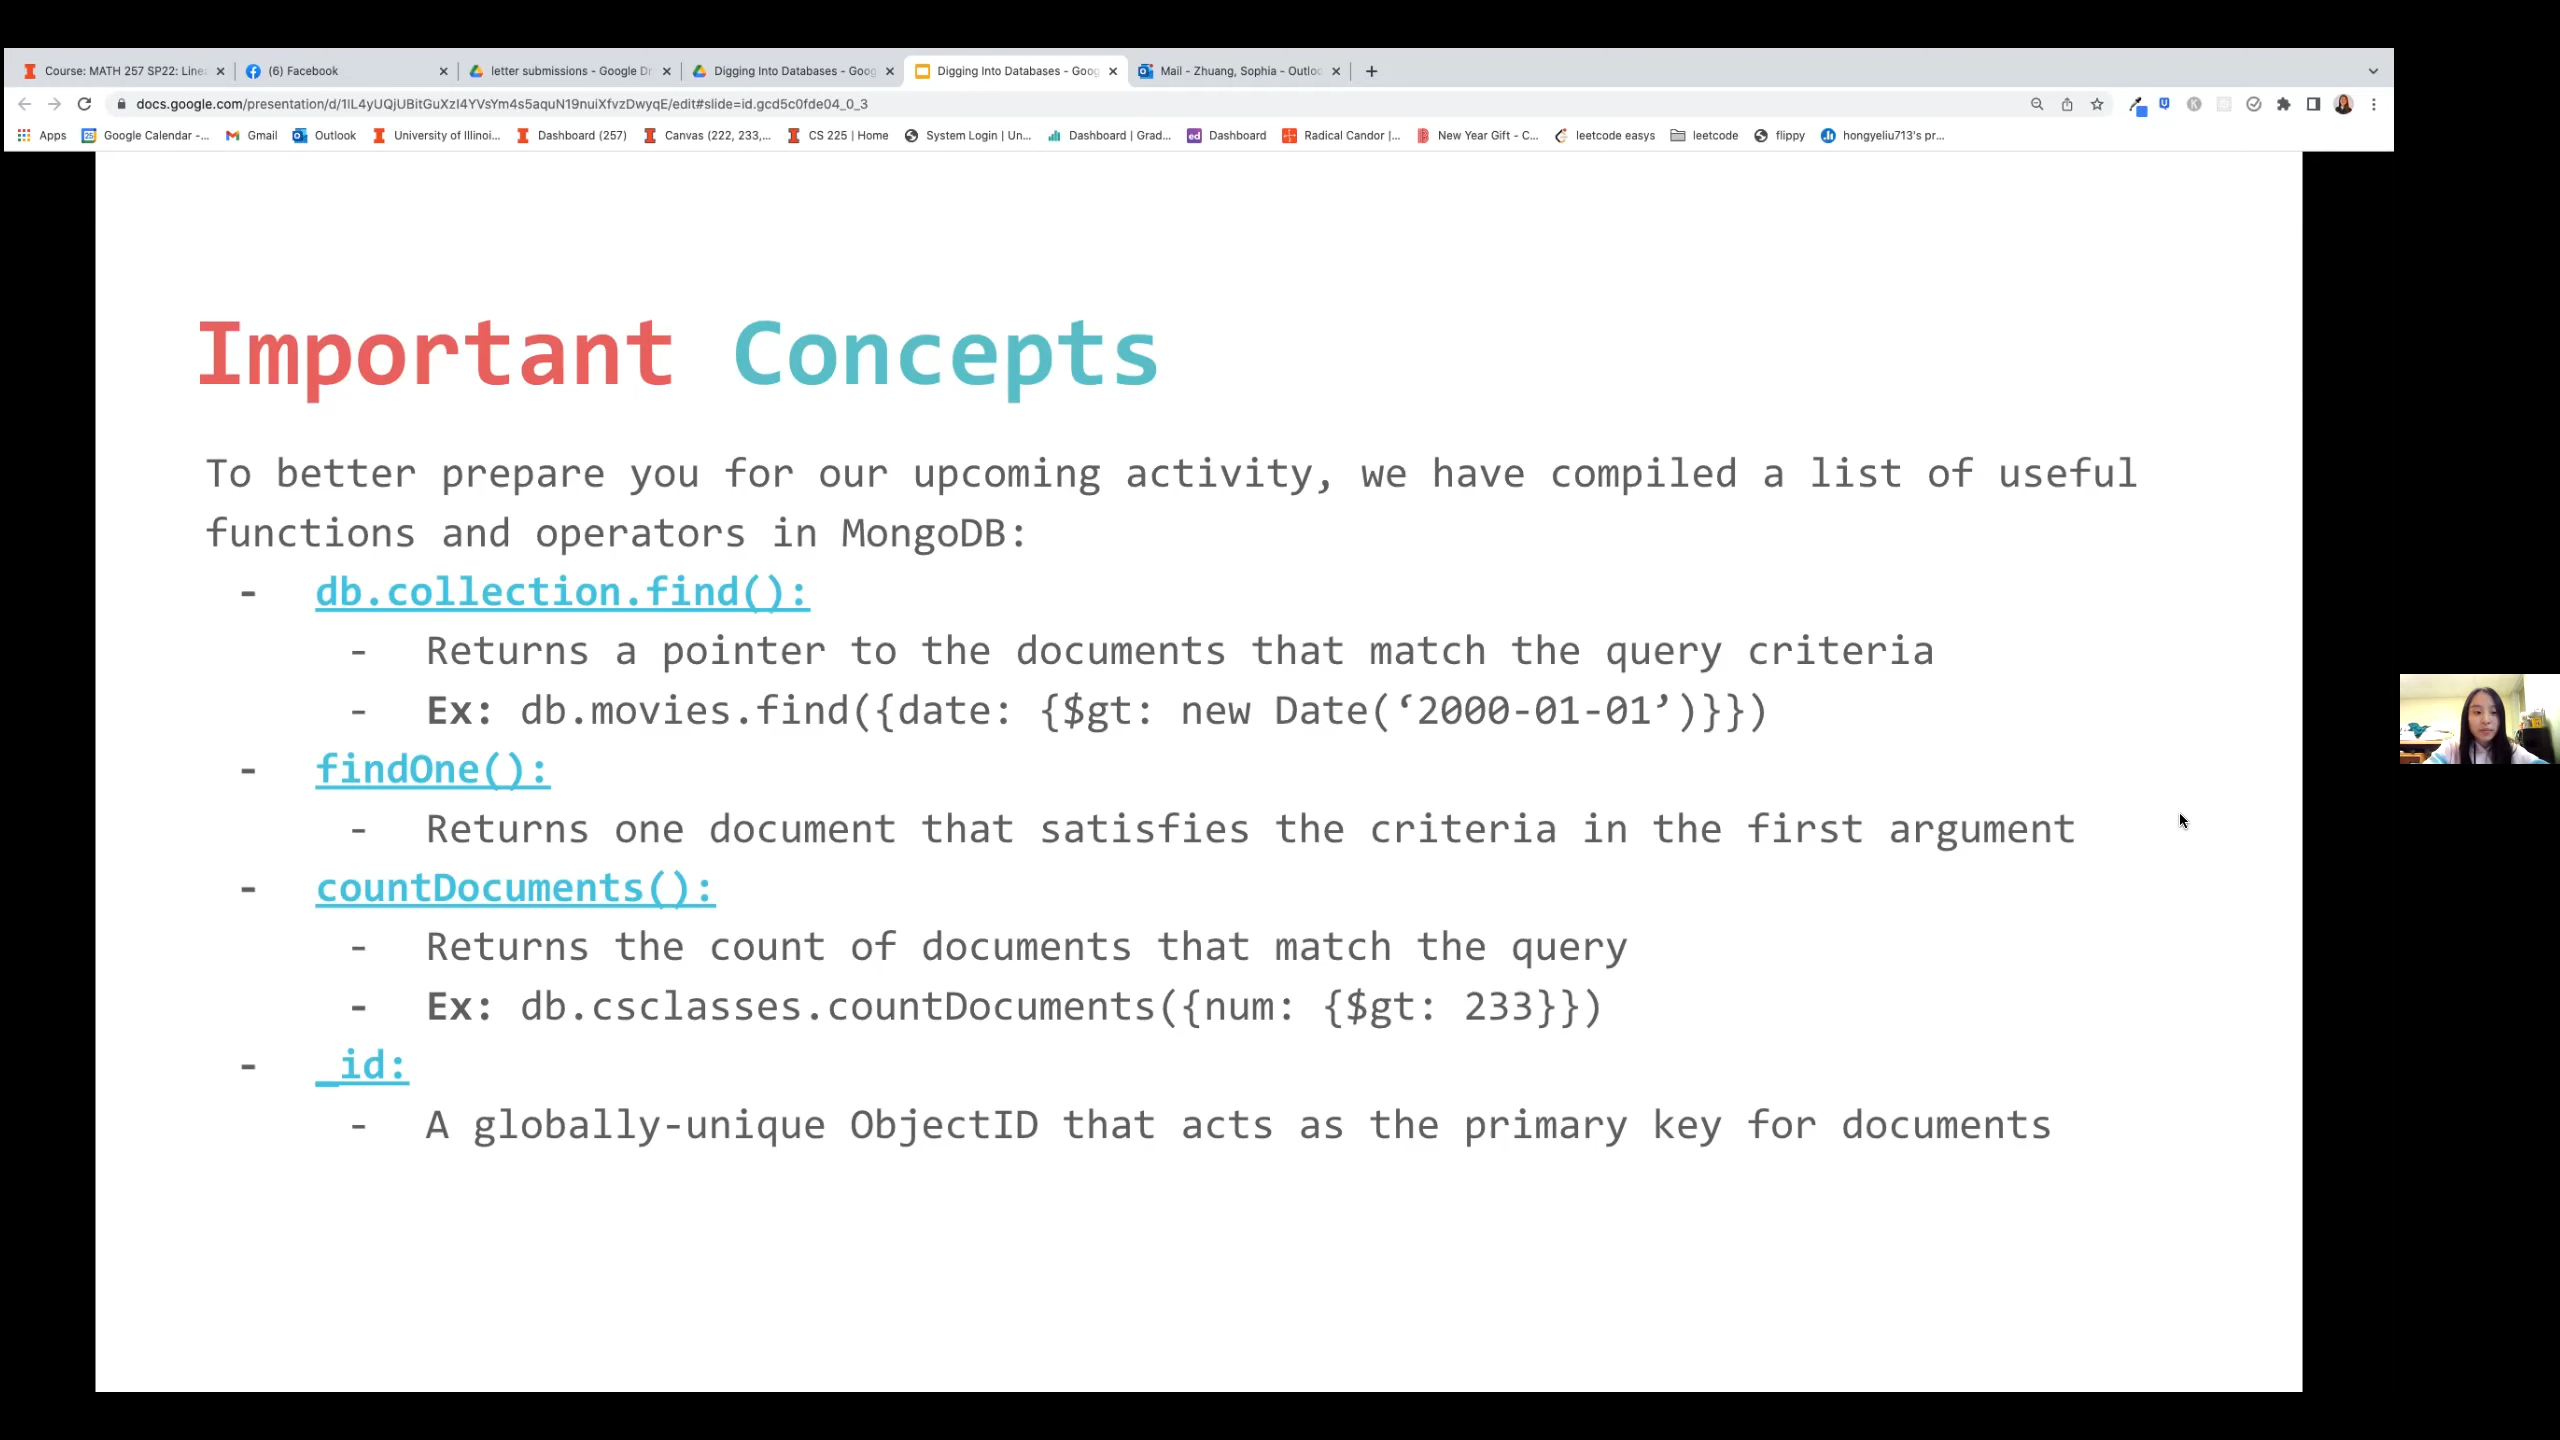 Course: MATH 257 SP22: Linea
(6) Facebook
letter submissions - Google Dr
Digging Into Databases - Goog
Digging Into Databases - Goog
Mail - Zhuang, Sophia - Outloo
docs.google.com/presentation/d/1lL4yUQjUBitGuXzI4YVsYm4s5aquN19nuiXfvzDwyqE/edit#slide=id.gcd5c0fde04_0_3
Apps
Google Calendar -...
Gmail
Outlook
University of Illinoi...
Dashboard (257)
Canvas (222, 233,...
CS 225 | Home
System Login | Un...
Dashboard | Grad...
Dashboard
Radical Candor |...
New Year Gift - C...
leetcode easys
leetcode
flippy
hongyeliu713's pr...
Important Concepts
To better prepare you for our upcoming activity, we have compiled a list of useful
functions and operators in MongoDB:
- db.collection.find():
- Returns a pointer to the documents that match the query criteria
- Ex: db.movies.find({date: {$gt: new Date(‘2000-01-01’)}})
- findOne():
- Returns one document that satisfies the criteria in the first argument
- countDocuments():
- Returns the count of documents that match the query
- Ex: db.csclasses.countDocuments({num: {$gt: 233}})
- _id:
- A globally-unique ObjectID that acts as the primary key for documents